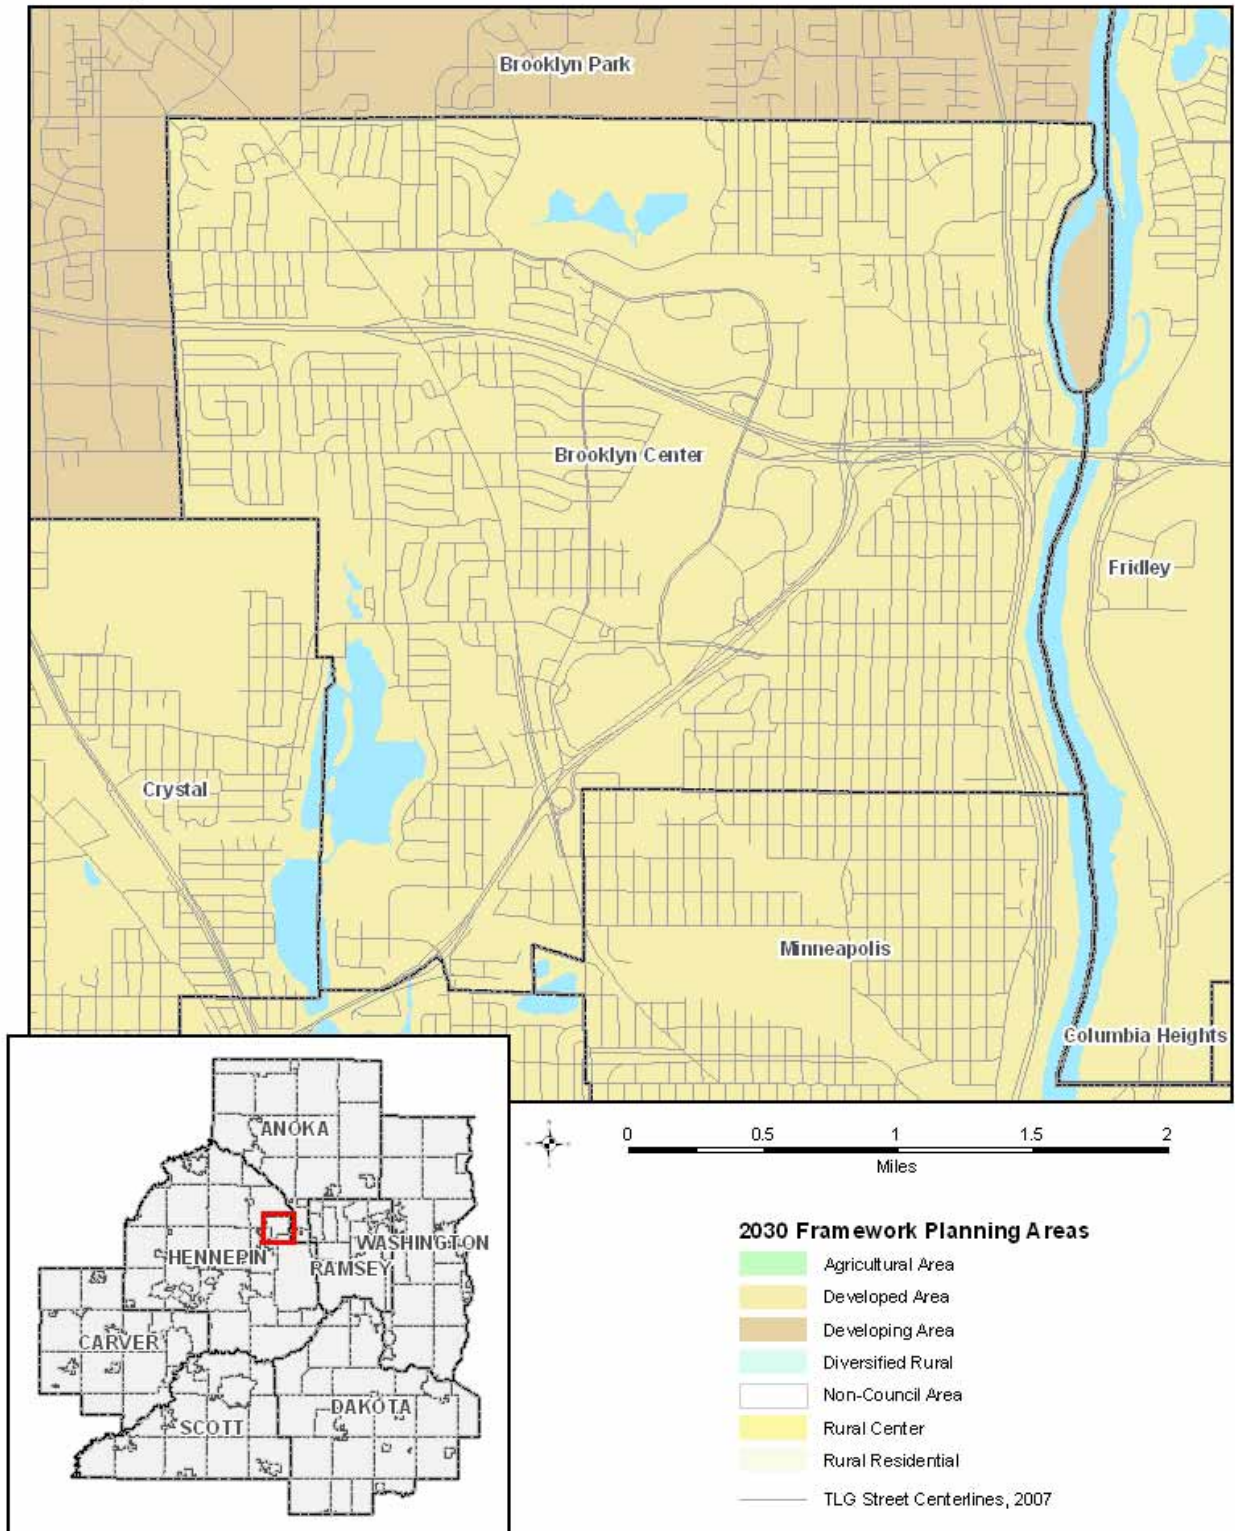 Brooklyn Park
Brooklyn Center
Fridley
Crystal
Minneapolis
Columbia Heights
ANOKA
HENNEPIN
WASHINGTON
RAMSEY
CARVER
SCOTT
DAKOTA
0 0.5 1 1.5 2
Miles
2030 Framework Planning Areas
Agricultural Area
Developed Area
Developing Area
Diversified Rural
Non-Council Area
Rural Center
Rural Residential
TLG Street Centerlines, 2007